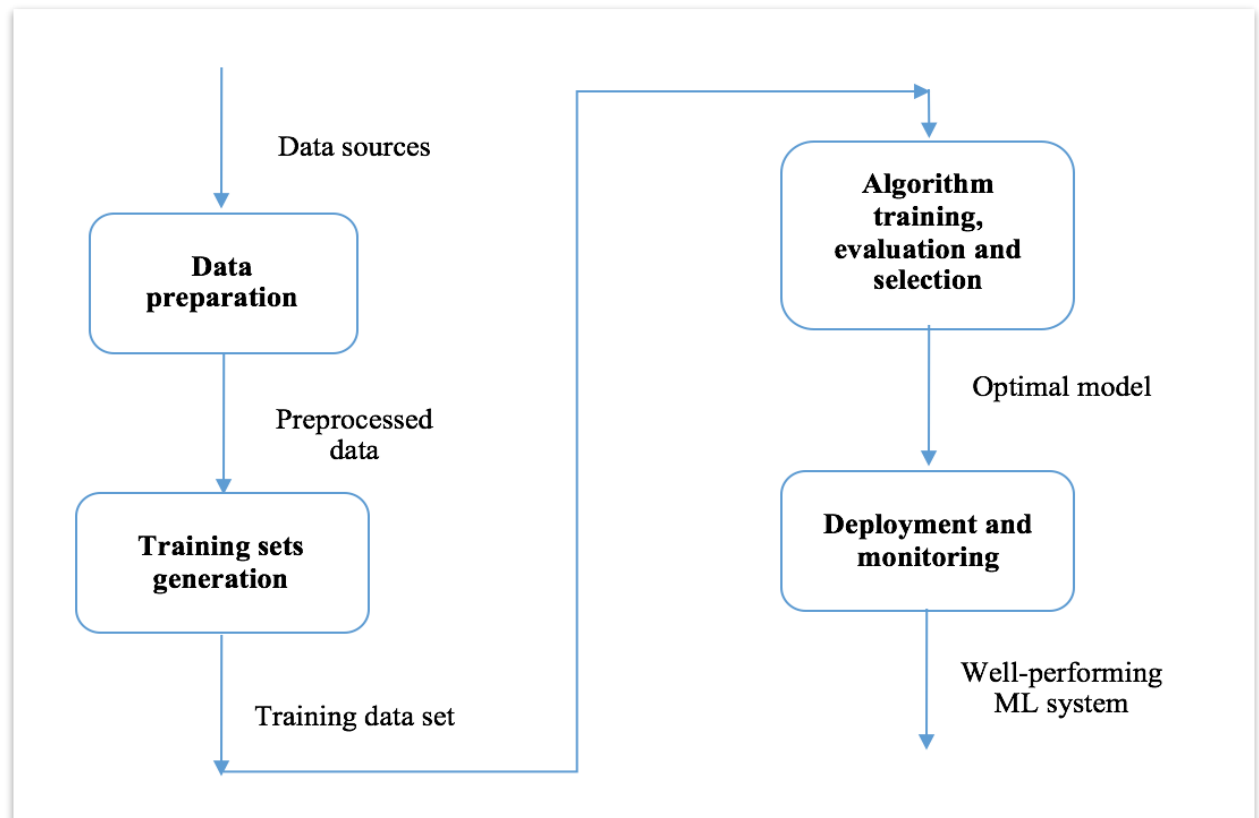 Data sources
Data
preparation
Preprocessed
data
Training sets
generation
Training data set
Algorithm
training,
evaluation and
selection
Optimal model
Deployment and
monitoring
Well-performing
ML system